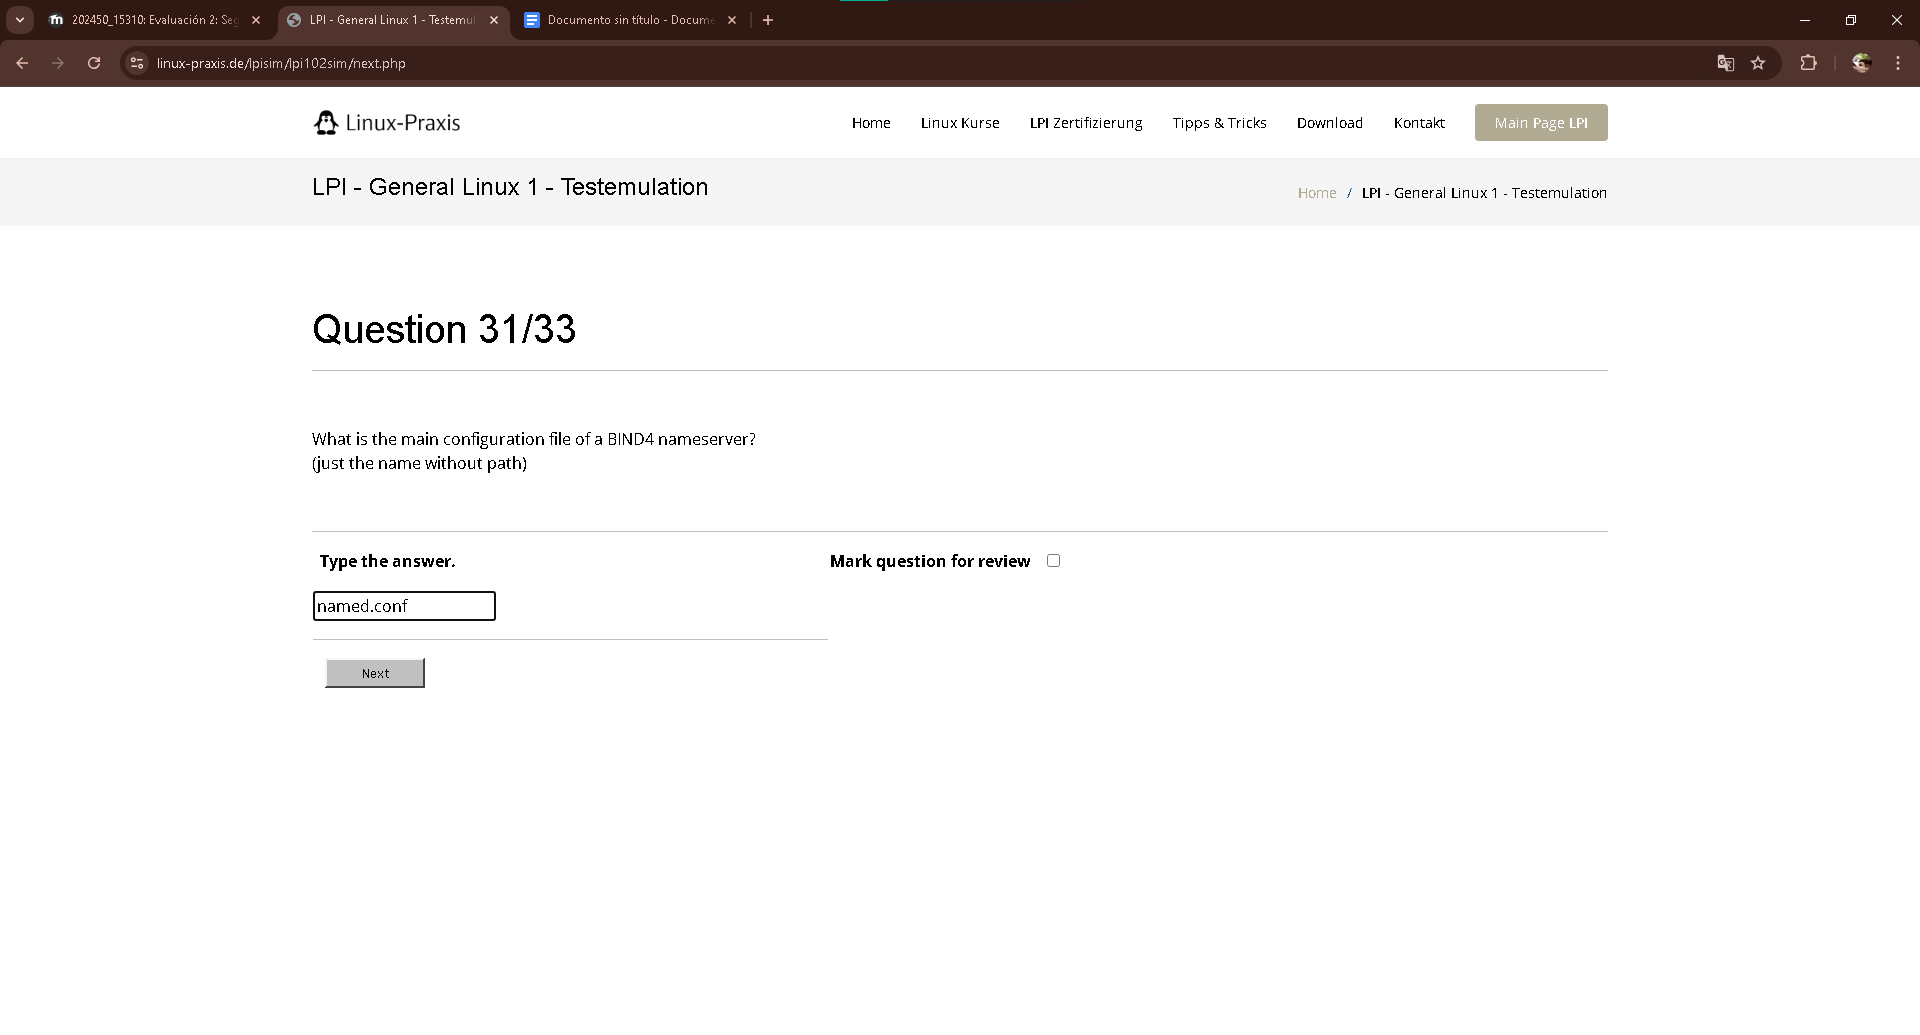 202450_15310: Evaluación 2: Seg
LPI - General Linux 1 - Testemul
Documento sin título - Docume
linux-praxis.de/lpisim/lpi102sim/next.php
Linux-Praxis
Home
Linux Kurse
LPI Zertifizierung
Tipps & Tricks
Download
Kontakt
Main Page LPI
LPI - General Linux 1 - Testemulation
Home / LPI - General Linux 1 - Testemulation
Question 31/33
What is the main configuration file of a BIND4 nameserver?
(just the name without path)
Type the answer.
Mark question for review
named.conf
Next